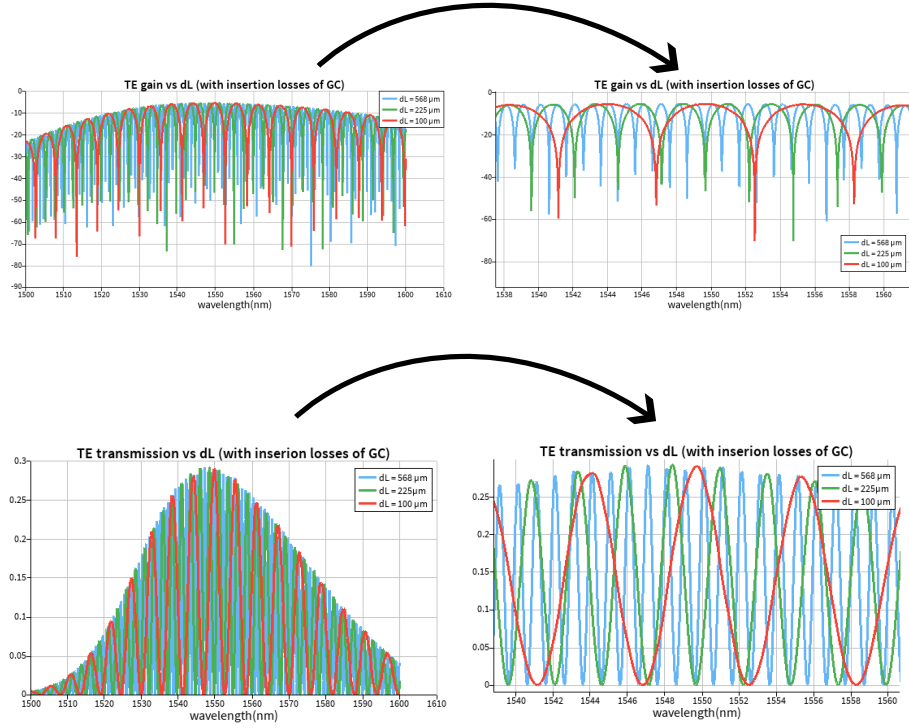 TE gain vs dL (with insertion losses of GC)
0
-10
-20
-30
-40
-50
-60
-70
-80
-90
1500 1510 1520 1530 1540 1550 1560 1570 1580 1590 1600 1610
wavelength(nm)
dL = 568 µm
dL = 225 µm
dL = 100 µm
TE gain vs dL (with insertion losses of GC)
0
-20
-40
-60
-80
1538 1540 1542 1544 1546 1548 1550 1552 1554 1556 1558 1560
wavelength(nm)
dL = 568 µm
dL = 225 µm
dL = 100 µm
TE transmission vs dL (with inserion losses of GC)
0.3
0.25
0.2
0.15
0.1
0.05
0
1500 1510 1520 1530 1540 1550 1560 1570 1580 1590 1600 1610
wavelength(nm)
dL = 568 µm
dL = 225µm
dL = 100 µm
TE transmission vs dL (with inserion losses of GC)
0.25
0.2
0.15
0.1
0.05
0
1540 1542 1544 1546 1548 1550 1552 1554 1556 1558 1560
wavelength(nm)
dL = 568 µm
dL = 225µm
dL = 100 µm